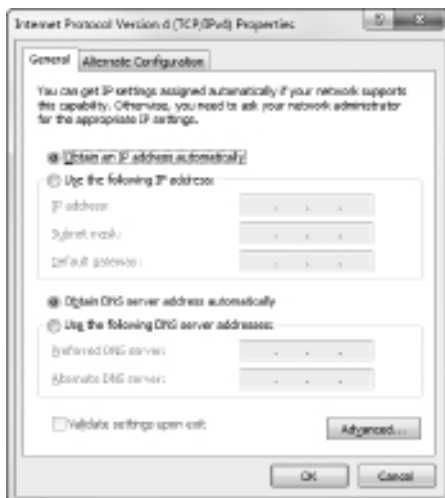 Internet Protocol Version 4 (TCP/IPv4) Properties
General
Alternate Configuration
You can get IP settings assigned automatically if your network supports
this capability. Otherwise, you need to ask your network administrator
for the appropriate IP settings.
Obtain an IP address automatically
Use the following IP address:
IP address:
Subnet mask:
Default gateway:
Obtain DNS server address automatically
Use the following DNS server addresses:
Preferred DNS server:
Alternate DNS server:
Validate settings upon exit
Advanced...
OK
Cancel